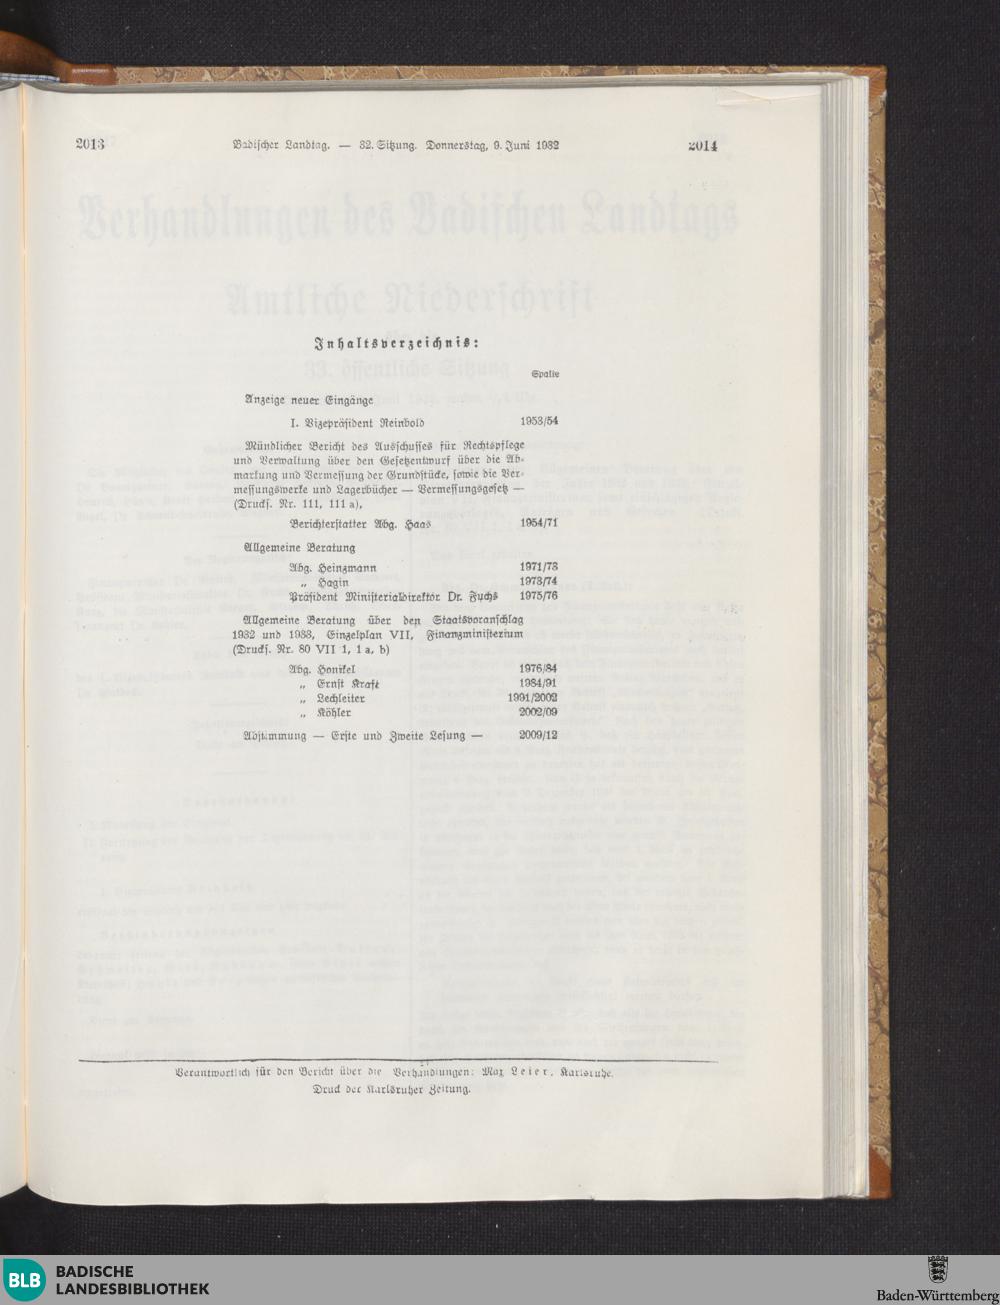 2013
Badischer Landtag. — 32. Sitzung. Donnerstag, 9. Juni 1932
2014
Inhaltsverzeichnis:
Spalte
Anzeige neuer Eingänge
I. Vizepräsident Reinbold 1953/54
Mündlicher Bericht des Ausschusses für Rechtspflege
und Verwaltung über den Gesetzentwurf über die Ab-
markung und Vermessung der Grundstücke, sowie die Ver-
messungswerke und Lagerbücher — Vermessungsgesetz —
(Drucks. Nr. 111, 111 a),
Berichterstatter Abg. Haas 1954/71
Allgemeine Beratung
Abg. Heinzmann 1971/73
„ Hagin 1973/74
Präsident Ministerialdirektor Dr. Fuchs 1975/76
Allgemeine Beratung über den Staatsvoranschlag
1932 und 1933, Einzelplan VII, Finanzministerium
(Drucks. Nr. 80 VII 1, 1 a, b)
Abg. Honikel 1976/84
„ Ernst Kraft 1984/91
„ Lechleiter 1991/2002
„ Köhler 2002/09
Abstimmung — Erste und Zweite Lesung — 2009/12
Verantwortlich für den Bericht über die Verhandlungen: Max Leier, Karlsruhe.
Druck der Karlsruher Zeitung.
BLB
BADISCHE
LANDESBIBLIOTHEK
Baden-Württemberg